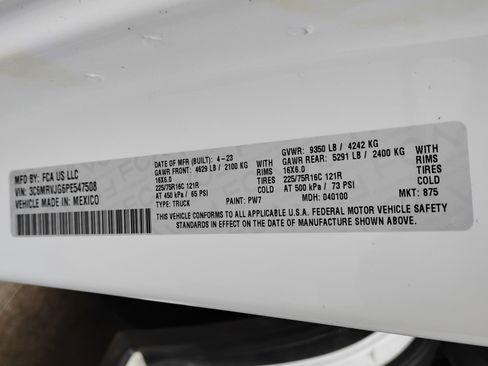 MFD BY: FCA US LLC
VIN: 3C6MRVJG6PE547508
VEHICLE MADE IN: MEXICO
DATE OF MFR (BUILT): 4-23
GAWR FRONT: 4629 LB / 2100 KG WITH
16X6.0 RIMS
225/75R16C 121R TIRES
AT 450 kPa / 65 PSI COLD
TYPE: TRUCK PAINT: PW7
GVWR: 9350 LB / 4242 KG
GAWR REAR: 5291 LB / 2400 KG WITH
16X6.0 RIMS
225/75R16C 121R TIRES
AT 500 kPa / 73 PSI COLD
MDH: 040100 MKT: 875
THIS VEHICLE CONFORMS TO ALL APPLICABLE U.S.A. FEDERAL MOTOR VEHICLE SAFETY
STANDARDS IN EFFECT ON THE DATE OF MANUFACTURE SHOWN ABOVE.